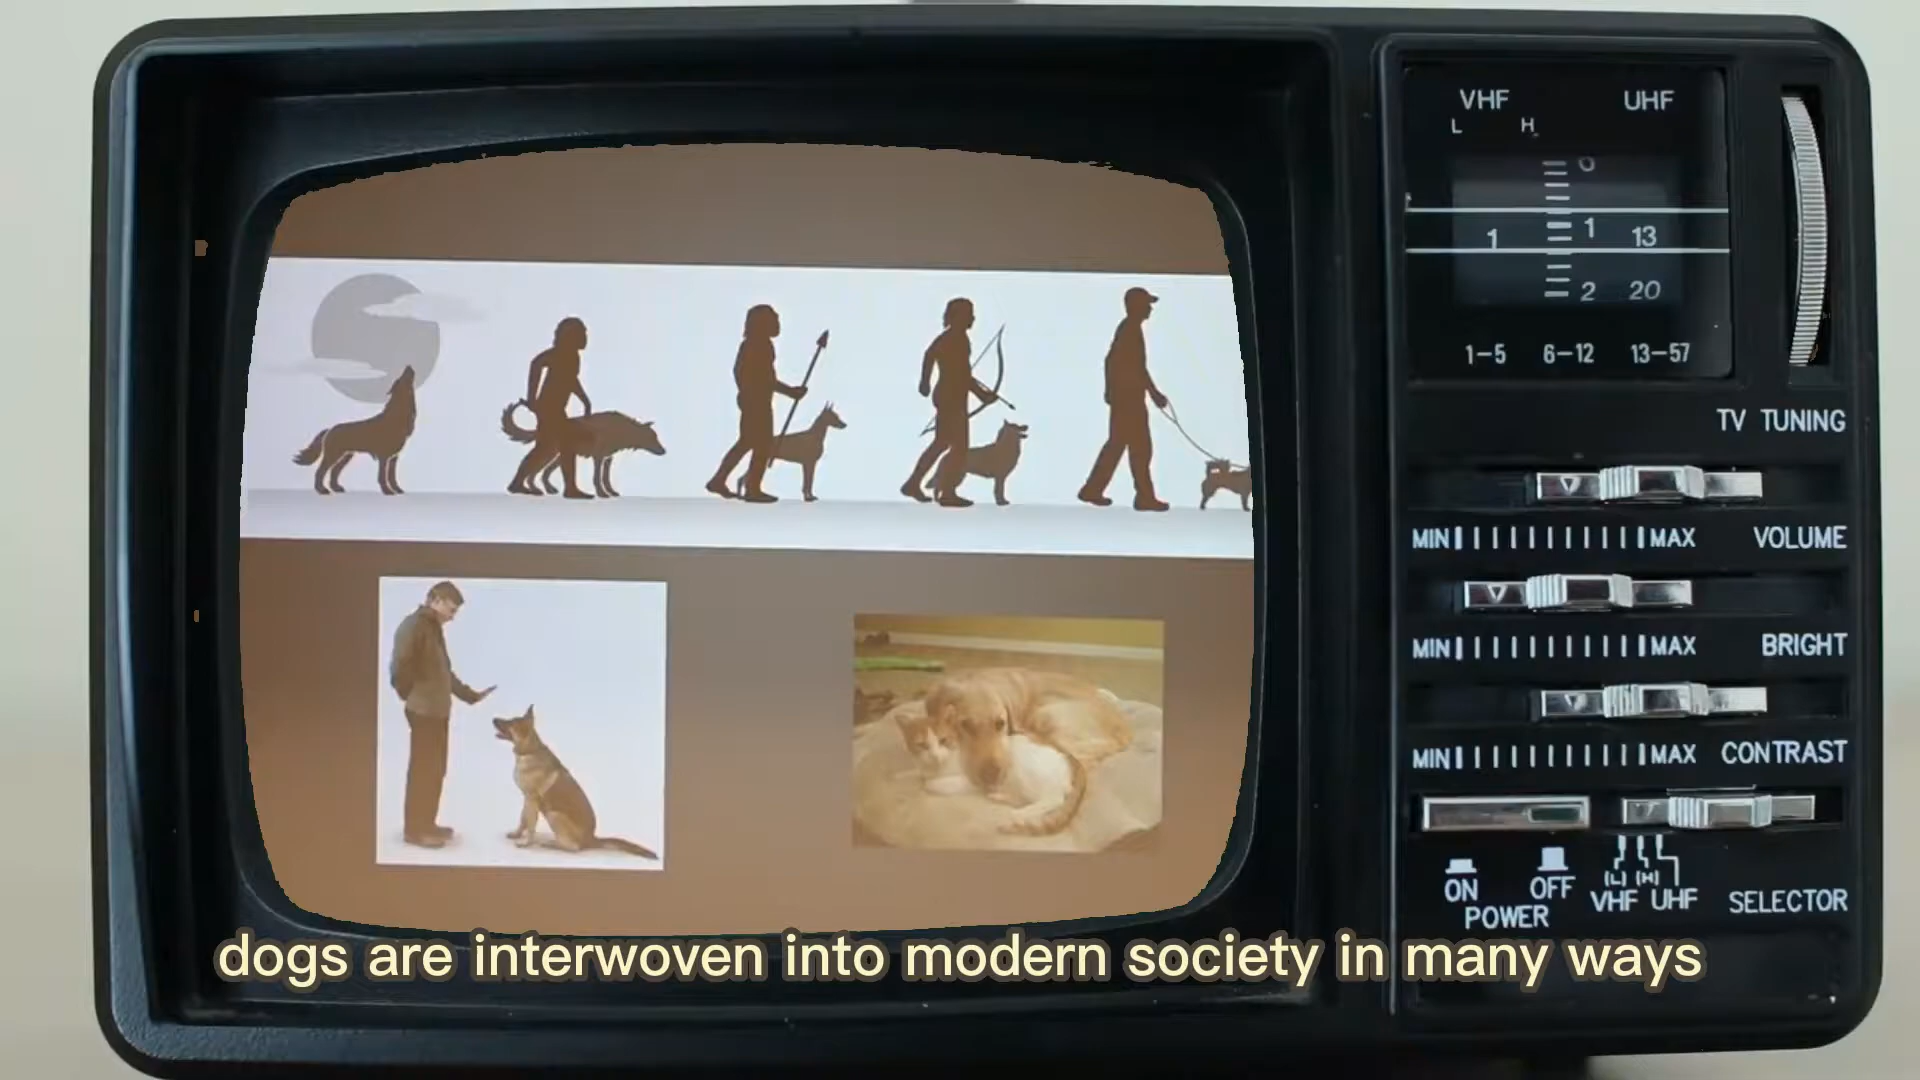 VHF UHF
L H
0
1 1 13
2 20
1-5 6-12 13-57
TV TUNING
MIN MAX VOLUME
MIN MAX BRIGHT
MIN MAX CONTRAST
ON OFF
POWER
(L) (H)
VHF UHF
SELECTOR
dogs are interwoven into modern society in many ways